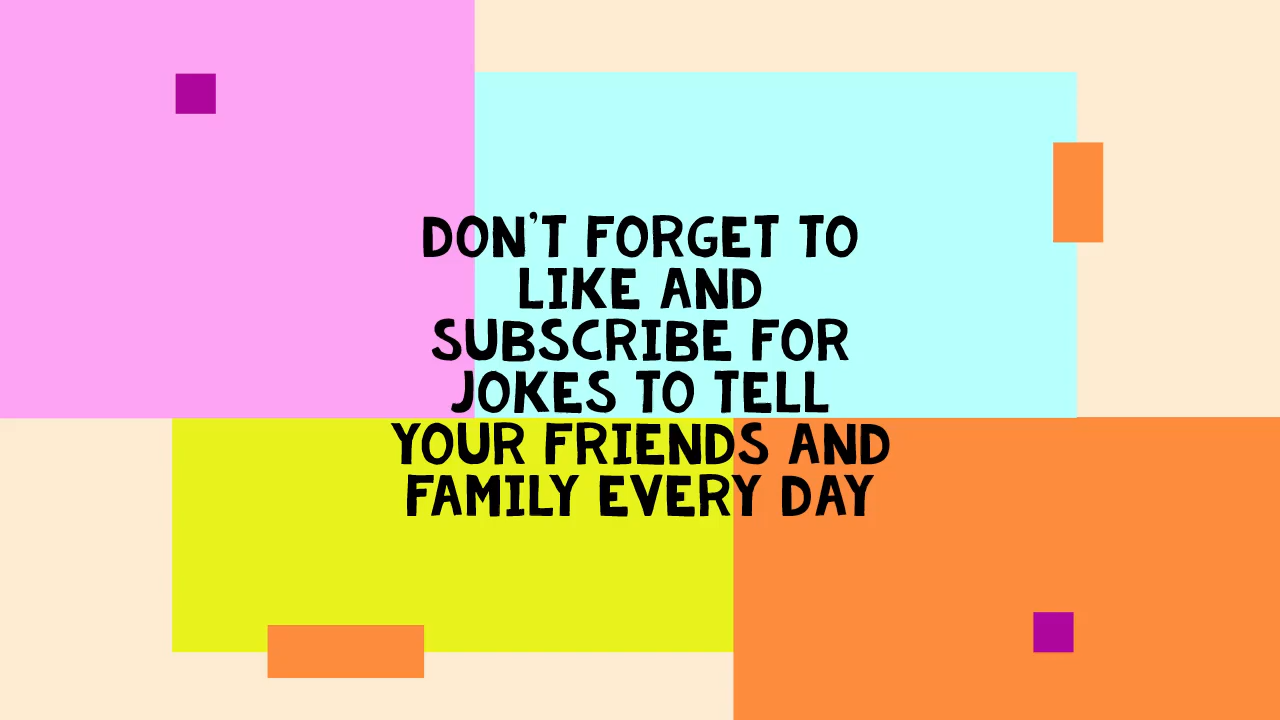 DON'T FORGET TO
LIKE AND
SUBSCRIBE FOR
JOKES TO TELL
YOUR FRIENDS AND
FAMILY EVERY DAY